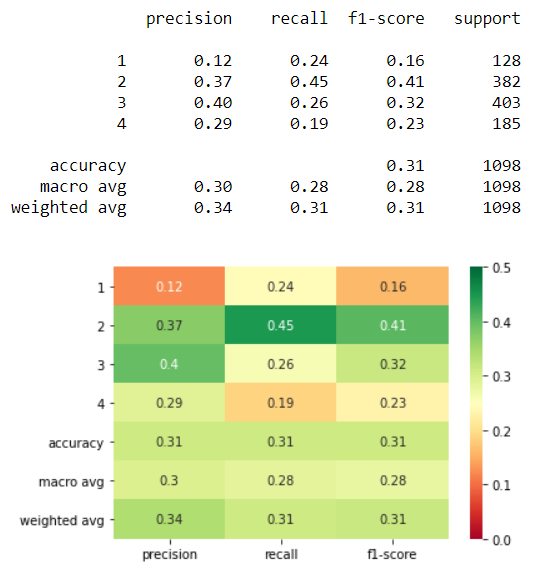 precision recall f1-score support
1 0.12 0.24 0.16 128
2 0.37 0.45 0.41 382
3 0.40 0.26 0.32 403
4 0.29 0.19 0.23 185
accuracy 0.31 1098
macro avg 0.30 0.28 0.28 1098
weighted avg 0.34 0.31 0.31 1098
1 0.12 0.24 0.16
2 0.37 0.45 0.41
3 0.4 0.26 0.32
4 0.29 0.19 0.23
accuracy 0.31 0.31 0.31
macro avg 0.3 0.28 0.28
weighted avg 0.34 0.31 0.31
precision recall f1-score
0.5
0.4
0.3
0.2
0.1
0.0